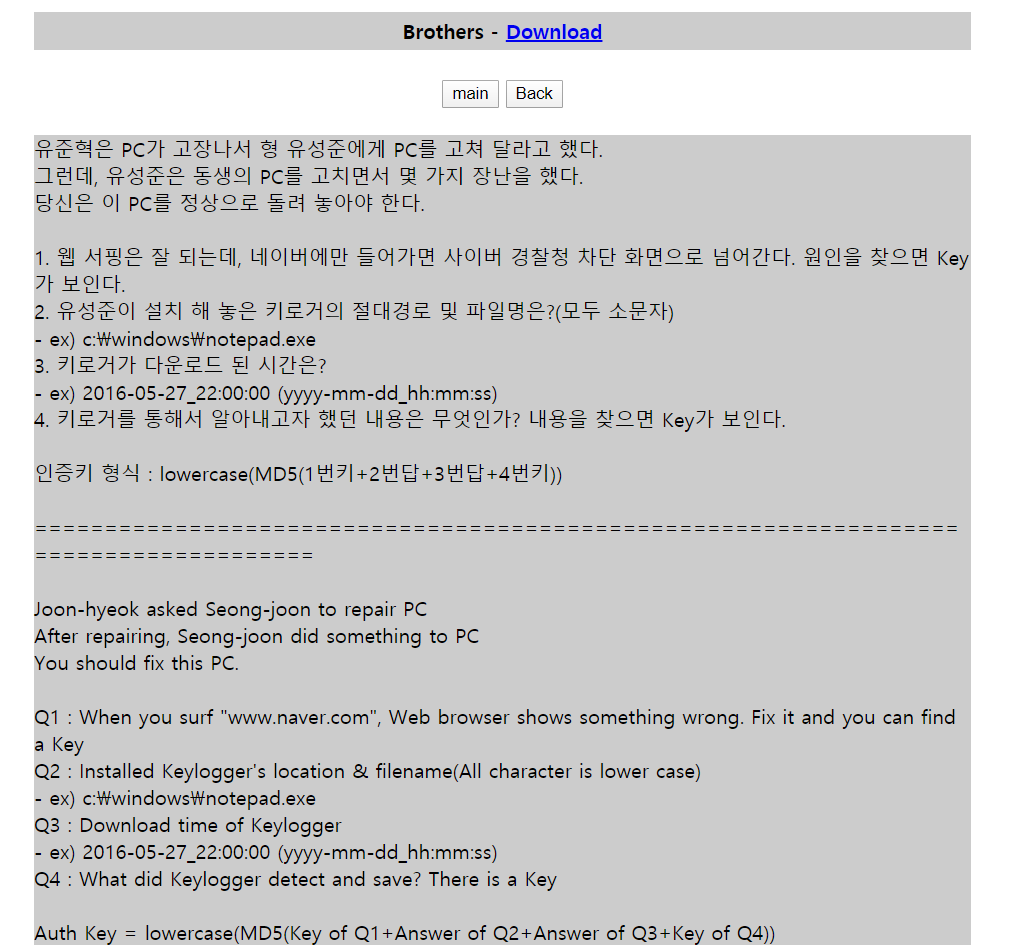 Brothers - Download
main Back
유준혁은 PC가 고장나서 형 유성준에게 PC를 고쳐 달라고 했다.
그런데, 유성준은 동생의 PC를 고치면서 몇 가지 장난을 했다.
당신은 이 PC를 정상으로 돌려 놓아야 한다.
1. 웹 서핑은 잘 되는데, 네이버에만 들어가면 사이버 경찰청 차단 화면으로 넘어간다. 원인을 찾으면 Key
가 보인다.
2. 유성준이 설치 해 놓은 키로거의 절대경로 및 파일명은?(모두 소문자)
- ex) c:₩windows₩notepad.exe
3. 키로거가 다운로드 된 시간은?
- ex) 2016-05-27_22:00:00 (yyyy-mm-dd_hh:mm:ss)
4. 키로거를 통해서 알아내고자 했던 내용은 무엇인가? 내용을 찾으면 Key가 보인다.
인증키 형식 : lowercase(MD5(1번키+2번답+3번답+4번키))
==================================================================
====================
Joon-hyeok asked Seong-joon to repair PC
After repairing, Seong-joon did something to PC
You should fix this PC.
Q1 : When you surf "www.naver.com", Web browser shows something wrong. Fix it and you can find
a Key
Q2 : Installed Keylogger's location & filename(All character is lower case)
- ex) c:₩windows₩notepad.exe
Q3 : Download time of Keylogger
- ex) 2016-05-27_22:00:00 (yyyy-mm-dd_hh:mm:ss)
Q4 : What did Keylogger detect and save? There is a Key
Auth Key = lowercase(MD5(Key of Q1+Answer of Q2+Answer of Q3+Key of Q4))